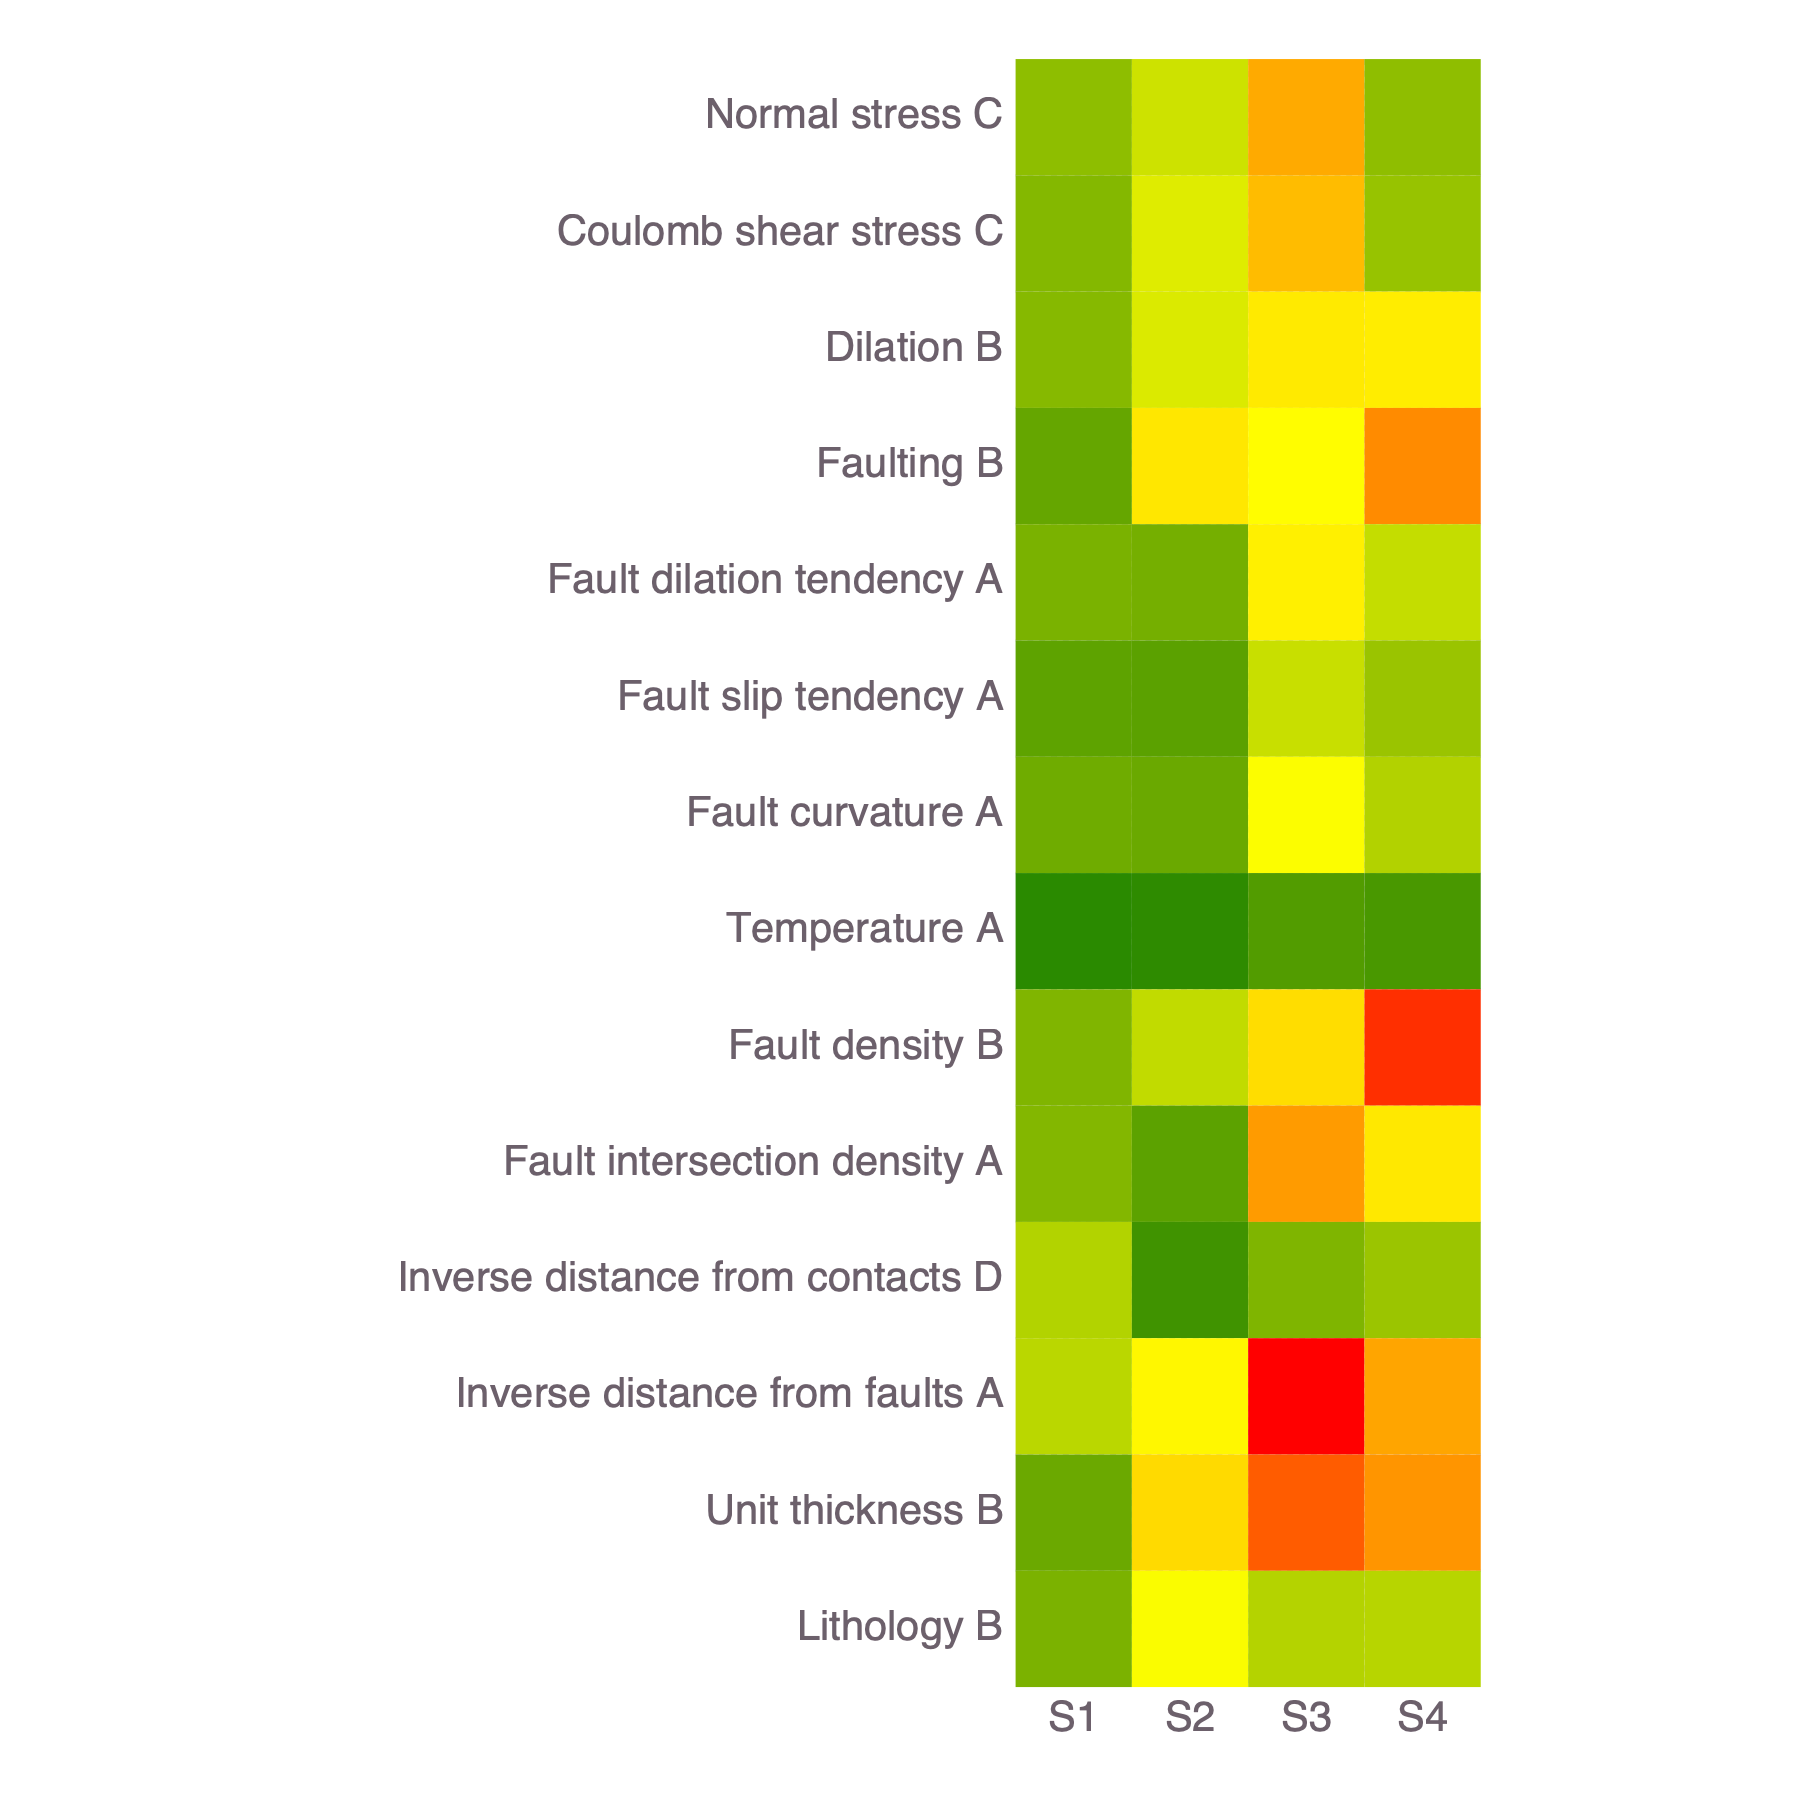 Normal stress C
Coulomb shear stress C
Dilation B
Faulting B
Fault dilation tendency A
Fault slip tendency A
Fault curvature A
Temperature A
Fault density B
Fault intersection density A
Inverse distance from contacts D
Inverse distance from faults A
Unit thickness B
Lithology B
S1 S2 S3 S4